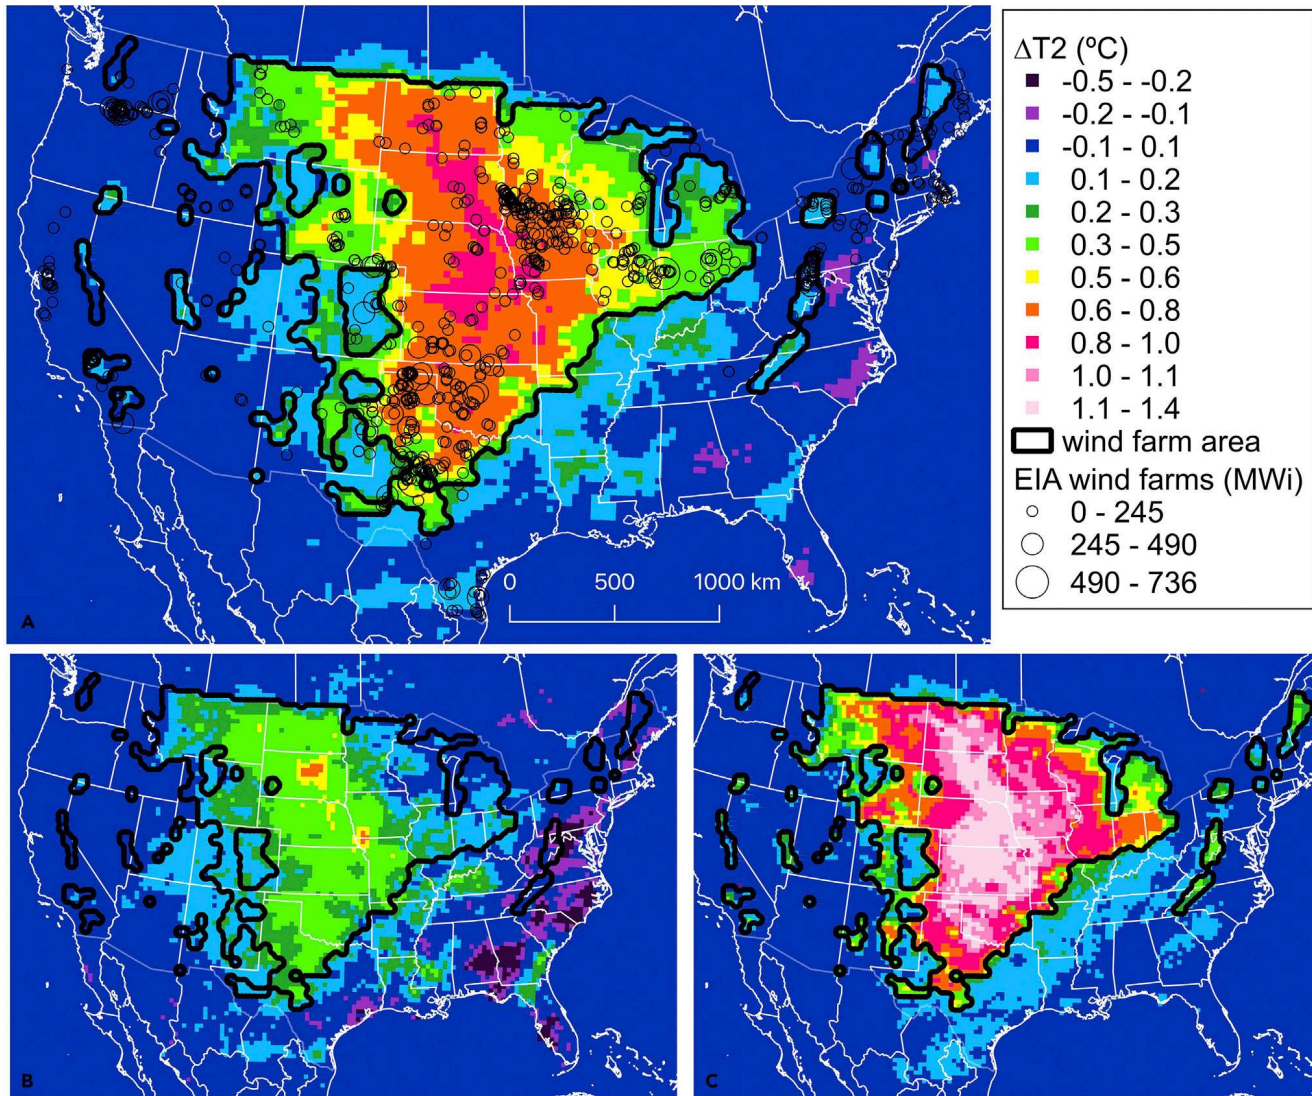 ΔT2 (ºC)
-0.5 - -0.2
-0.2 - -0.1
-0.1 - 0.1
0.1 - 0.2
0.2 - 0.3
0.3 - 0.5
0.5 - 0.6
0.6 - 0.8
0.8 - 1.0
1.0 - 1.1
1.1 - 1.4
wind farm area
EIA wind farms (MWi)
0 - 245
245 - 490
490 - 736
0 500 1000 km
A
B
C